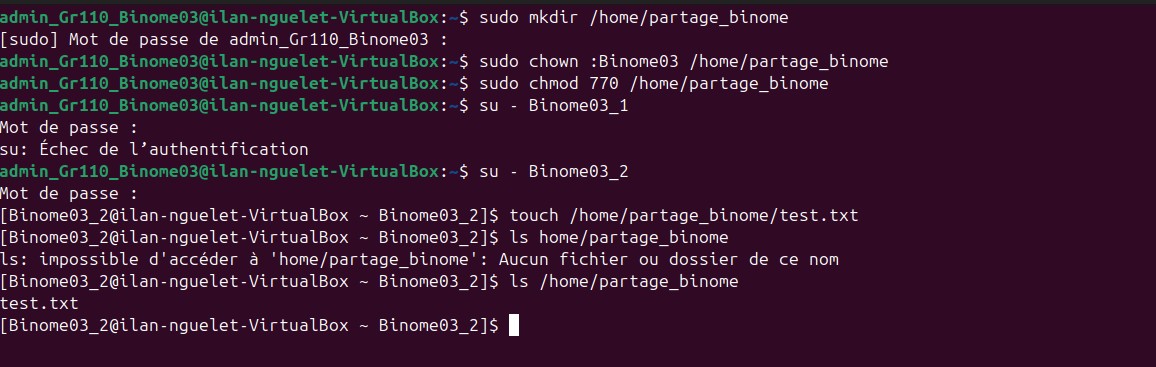 admin_Gr110_Binome03@ilan-nguelet-VirtualBox:~$ sudo mkdir /home/partage_binome
[sudo] Mot de passe de admin_Gr110_Binome03 :
admin_Gr110_Binome03@ilan-nguelet-VirtualBox:~$ sudo chown :Binome03 /home/partage_binome
admin_Gr110_Binome03@ilan-nguelet-VirtualBox:~$ sudo chmod 770 /home/partage_binome
admin_Gr110_Binome03@ilan-nguelet-VirtualBox:~$ su - Binome03_1
Mot de passe :
su: Échec de l’authentification
admin_Gr110_Binome03@ilan-nguelet-VirtualBox:~$ su - Binome03_2
Mot de passe :
[Binome03_2@ilan-nguelet-VirtualBox ~ Binome03_2]$ touch /home/partage_binome/test.txt
[Binome03_2@ilan-nguelet-VirtualBox ~ Binome03_2]$ ls home/partage_binome
ls: impossible d'accéder à 'home/partage_binome': Aucun fichier ou dossier de ce nom
[Binome03_2@ilan-nguelet-VirtualBox ~ Binome03_2]$ ls /home/partage_binome
test.txt
[Binome03_2@ilan-nguelet-VirtualBox ~ Binome03_2]$